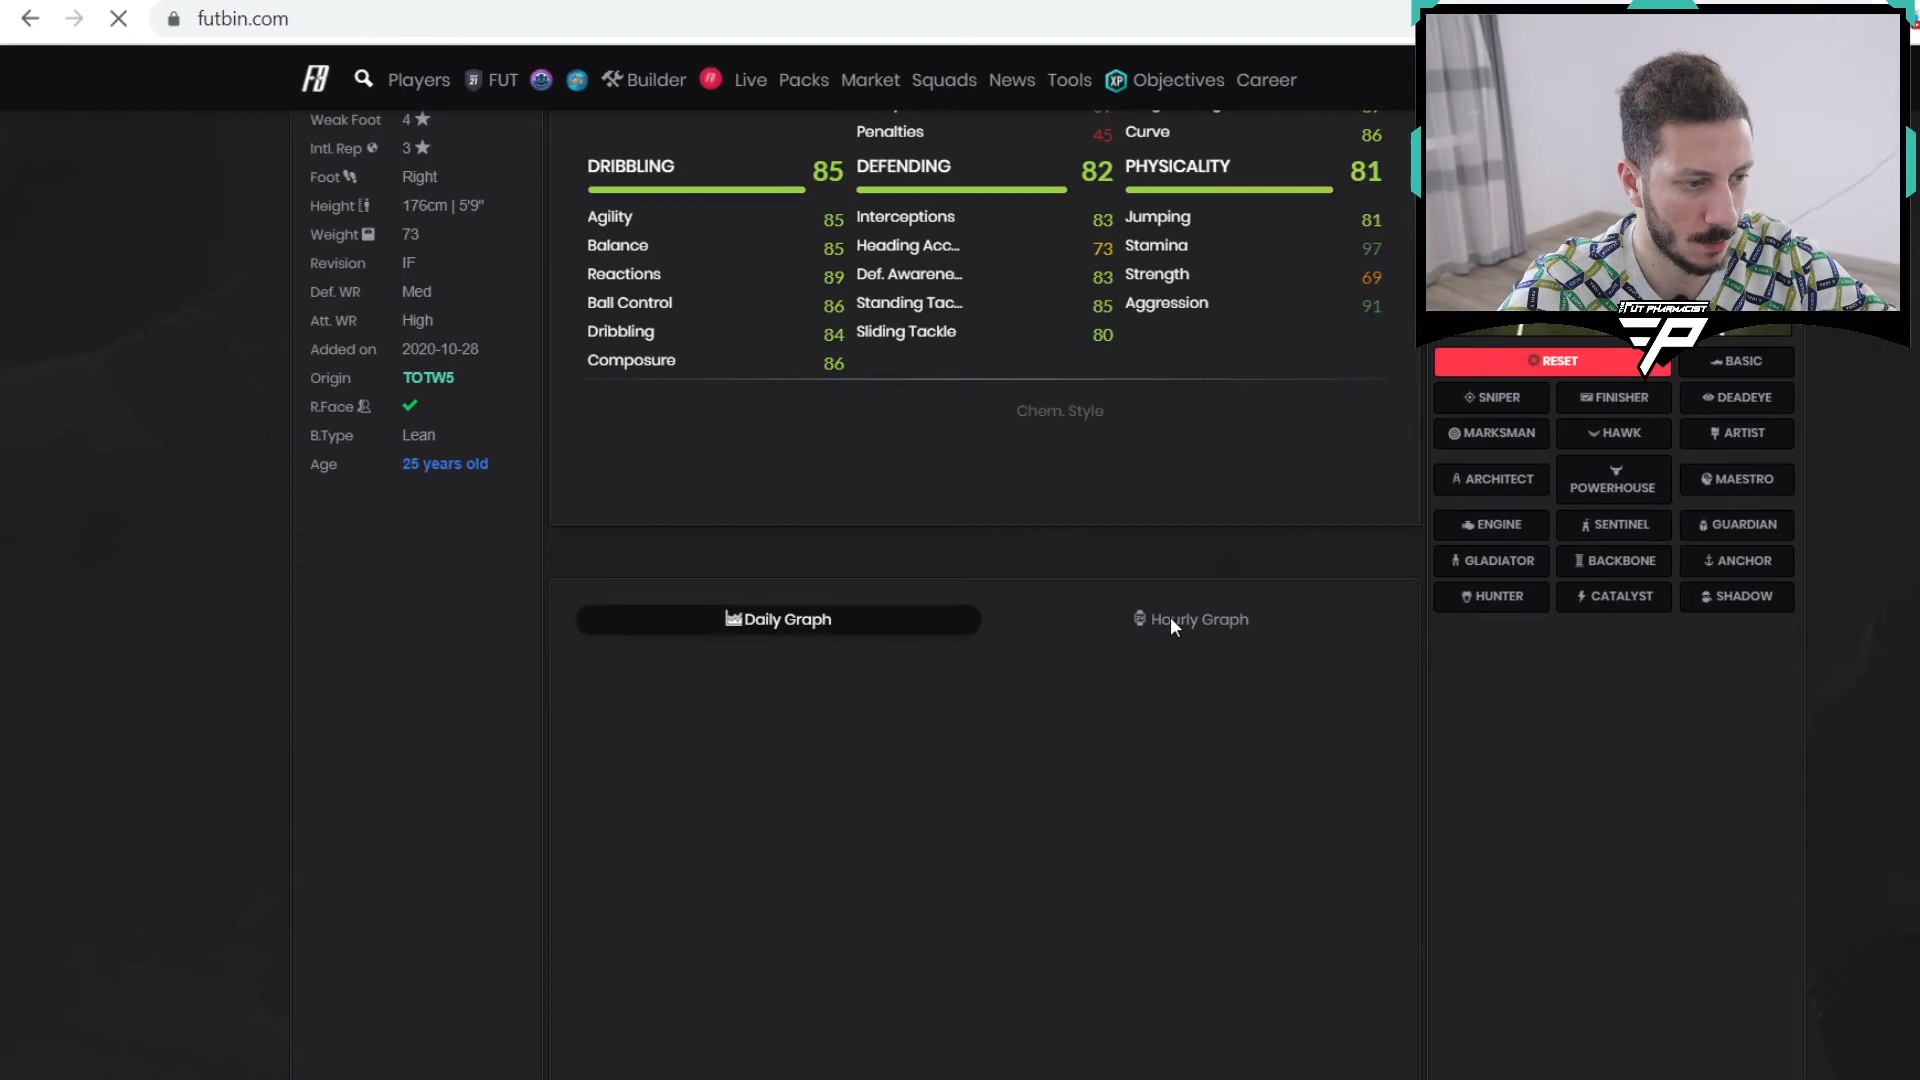 futbin.com
Players FUT Builder Live Packs Market Squads News Tools XP Objectives Career
Weak Foot 4
Intl. Rep 3
Foot Right
Height 176cm | 5'9"
Weight 73
Revision IF
Def. WR Med
Att. WR High
Added on 2020-10-28
Origin TOTW5
R.Face
B.Type Lean
Age 25 years old
Penalties 45 Curve 86
DRIBBLING 85 DEFENDING 82 PHYSICALITY 81
Agility 85 Interceptions 83 Jumping 81
Balance 85 Heading Acc... 73 Stamina 97
Reactions 89 Def. Awarene... 83 Strength 69
Ball Control 86 Standing Tac... 85 Aggression 91
Dribbling 84 Sliding Tackle 80
Composure 86
Chem. Style
Daily Graph Hourly Graph
FUT PHARMACIST
RESET BASIC
SNIPER FINISHER DEADEYE
MARKSMAN HAWK ARTIST
ARCHITECT POWERHOUSE MAESTRO
ENGINE SENTINEL GUARDIAN
GLADIATOR BACKBONE ANCHOR
HUNTER CATALYST SHADOW